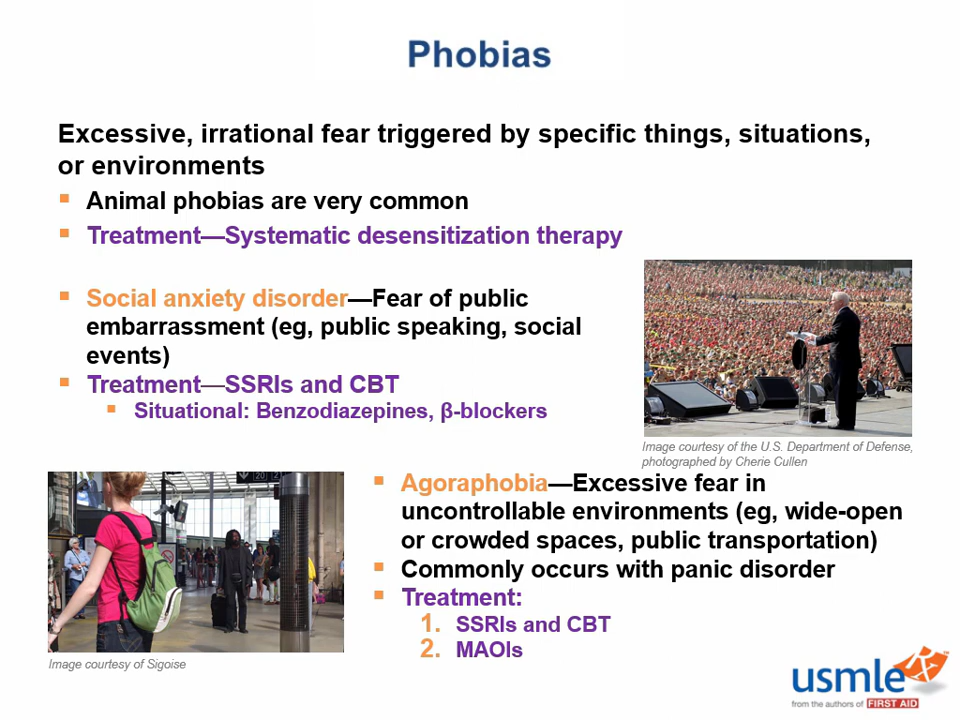 Phobias
Excessive, irrational fear triggered by specific things, situations,
or environments
Animal phobias are very common
Treatment—Systematic desensitization therapy
Social anxiety disorder—Fear of public
embarrassment (eg, public speaking, social
events)
Treatment—SSRIs and CBT
Situational: Benzodiazepines, β-blockers
Image courtesy of the U.S. Department of Defense,
photographed by Cherie Cullen
Agoraphobia—Excessive fear in
uncontrollable environments (eg, wide-open
or crowded spaces, public transportation)
Commonly occurs with panic disorder
Treatment:
1. SSRIs and CBT
2. MAOIs
20
Image courtesy of Sigoise
usmle
from the authors of FIRST AID